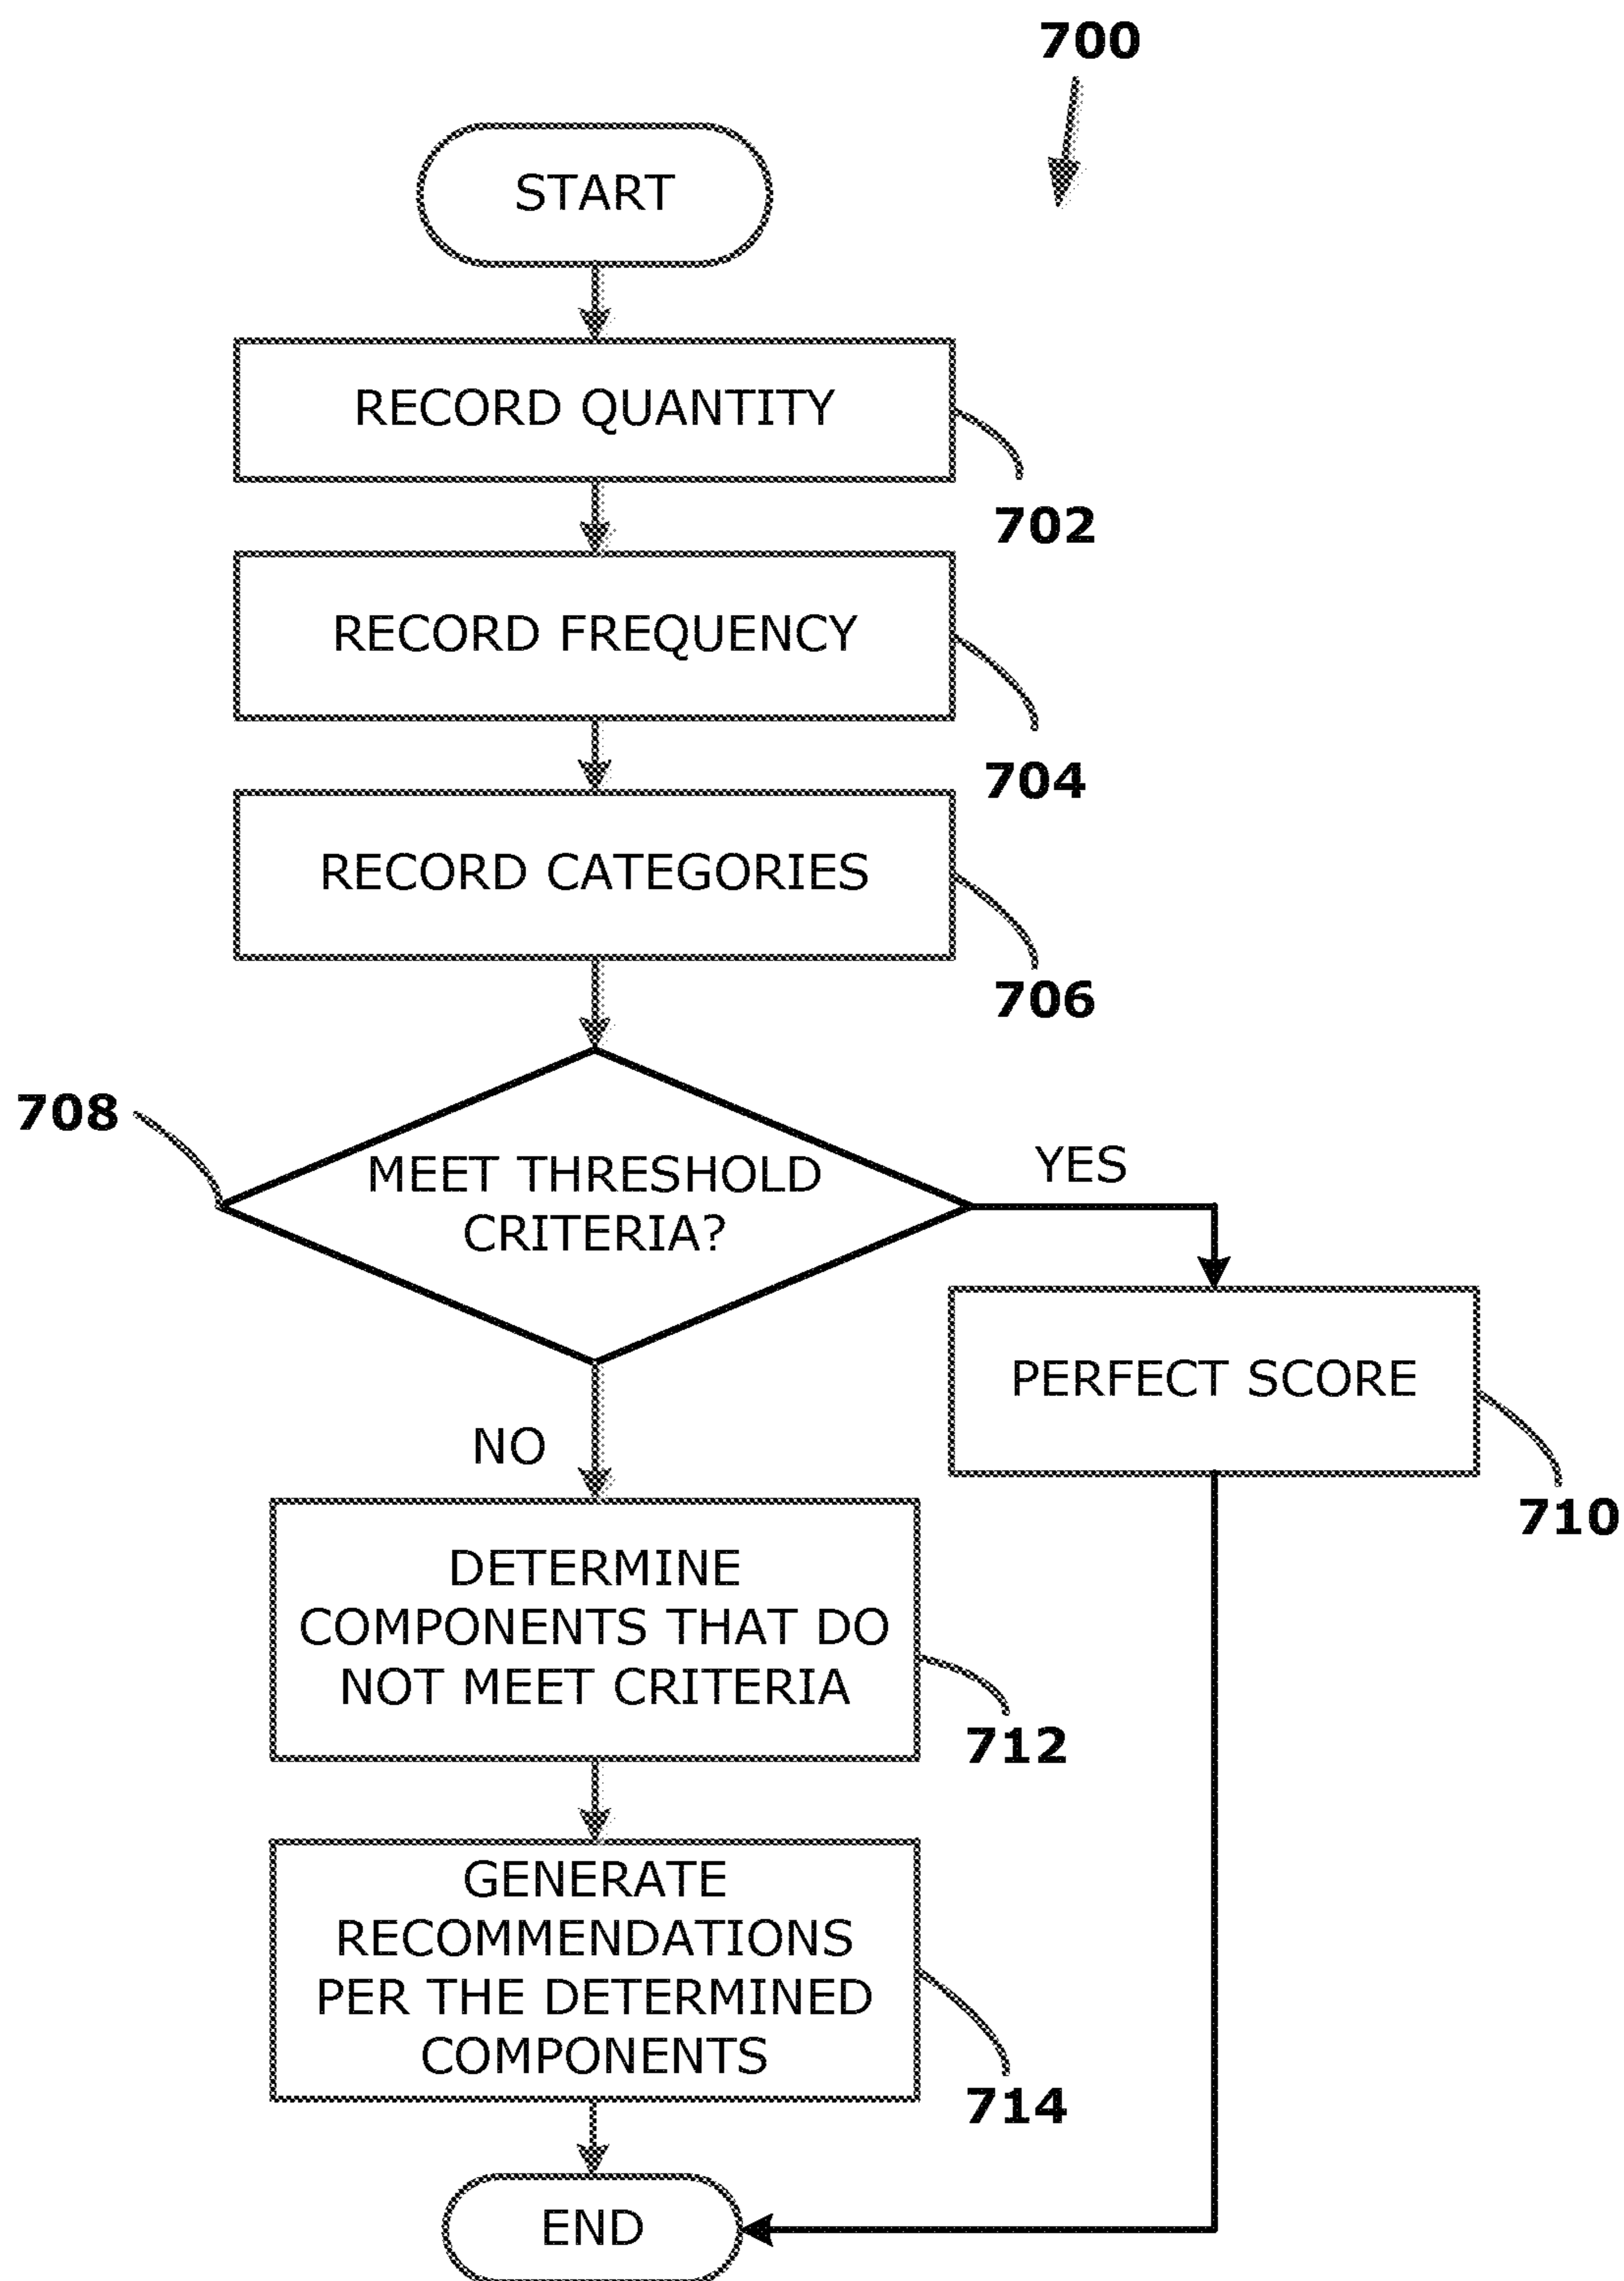 700
START
RECORD QUANTITY
702
RECORD FREQUENCY
704
RECORD CATEGORIES
706
708
MEET THRESHOLD
CRITERIA?
YES
PERFECT SCORE
710
NO
DETERMINE
COMPONENTS THAT DO
NOT MEET CRITERIA
712
GENERATE
RECOMMENDATIONS
PER THE DETERMINED
COMPONENTS
714
END